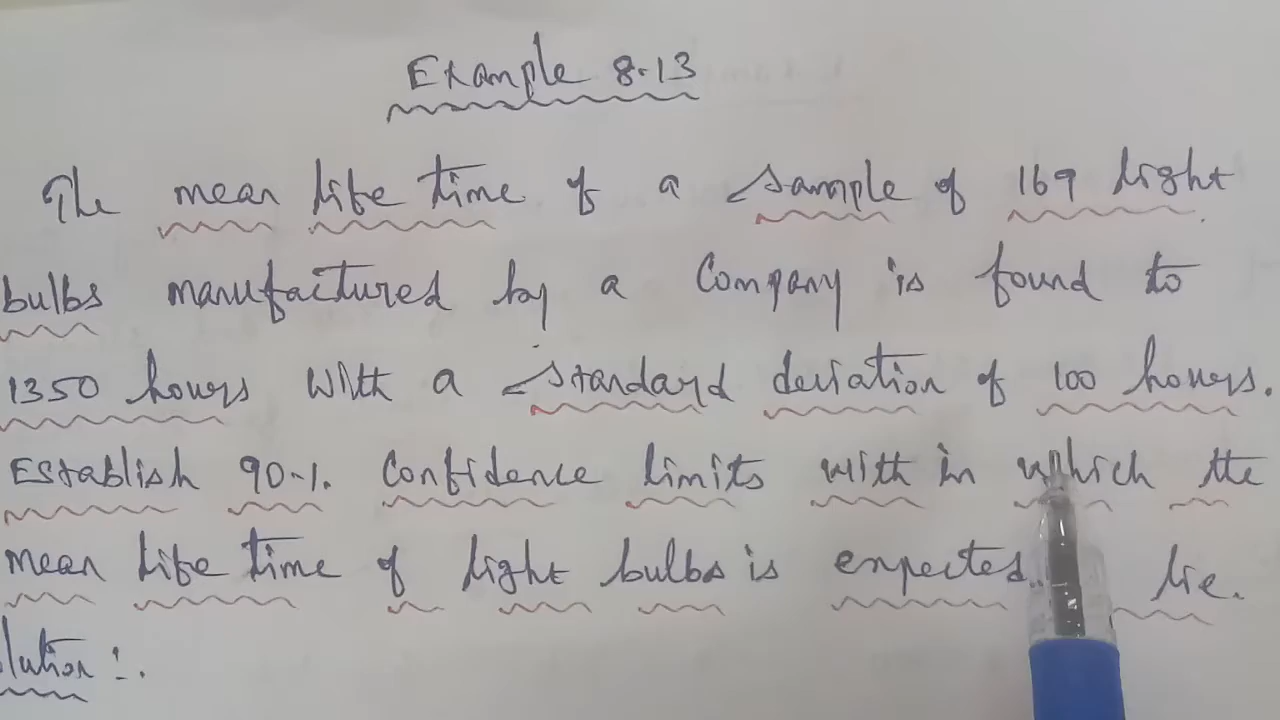 Example 8.13
The mean life time of a sample of 169 light
bulbs manufactured by a Company is found to
1350 hours with a standard deviation of 100 hours.
Establish 90-1. Confidence limits with in which the
mean life time of light bulbs is expected lie.
lution :.